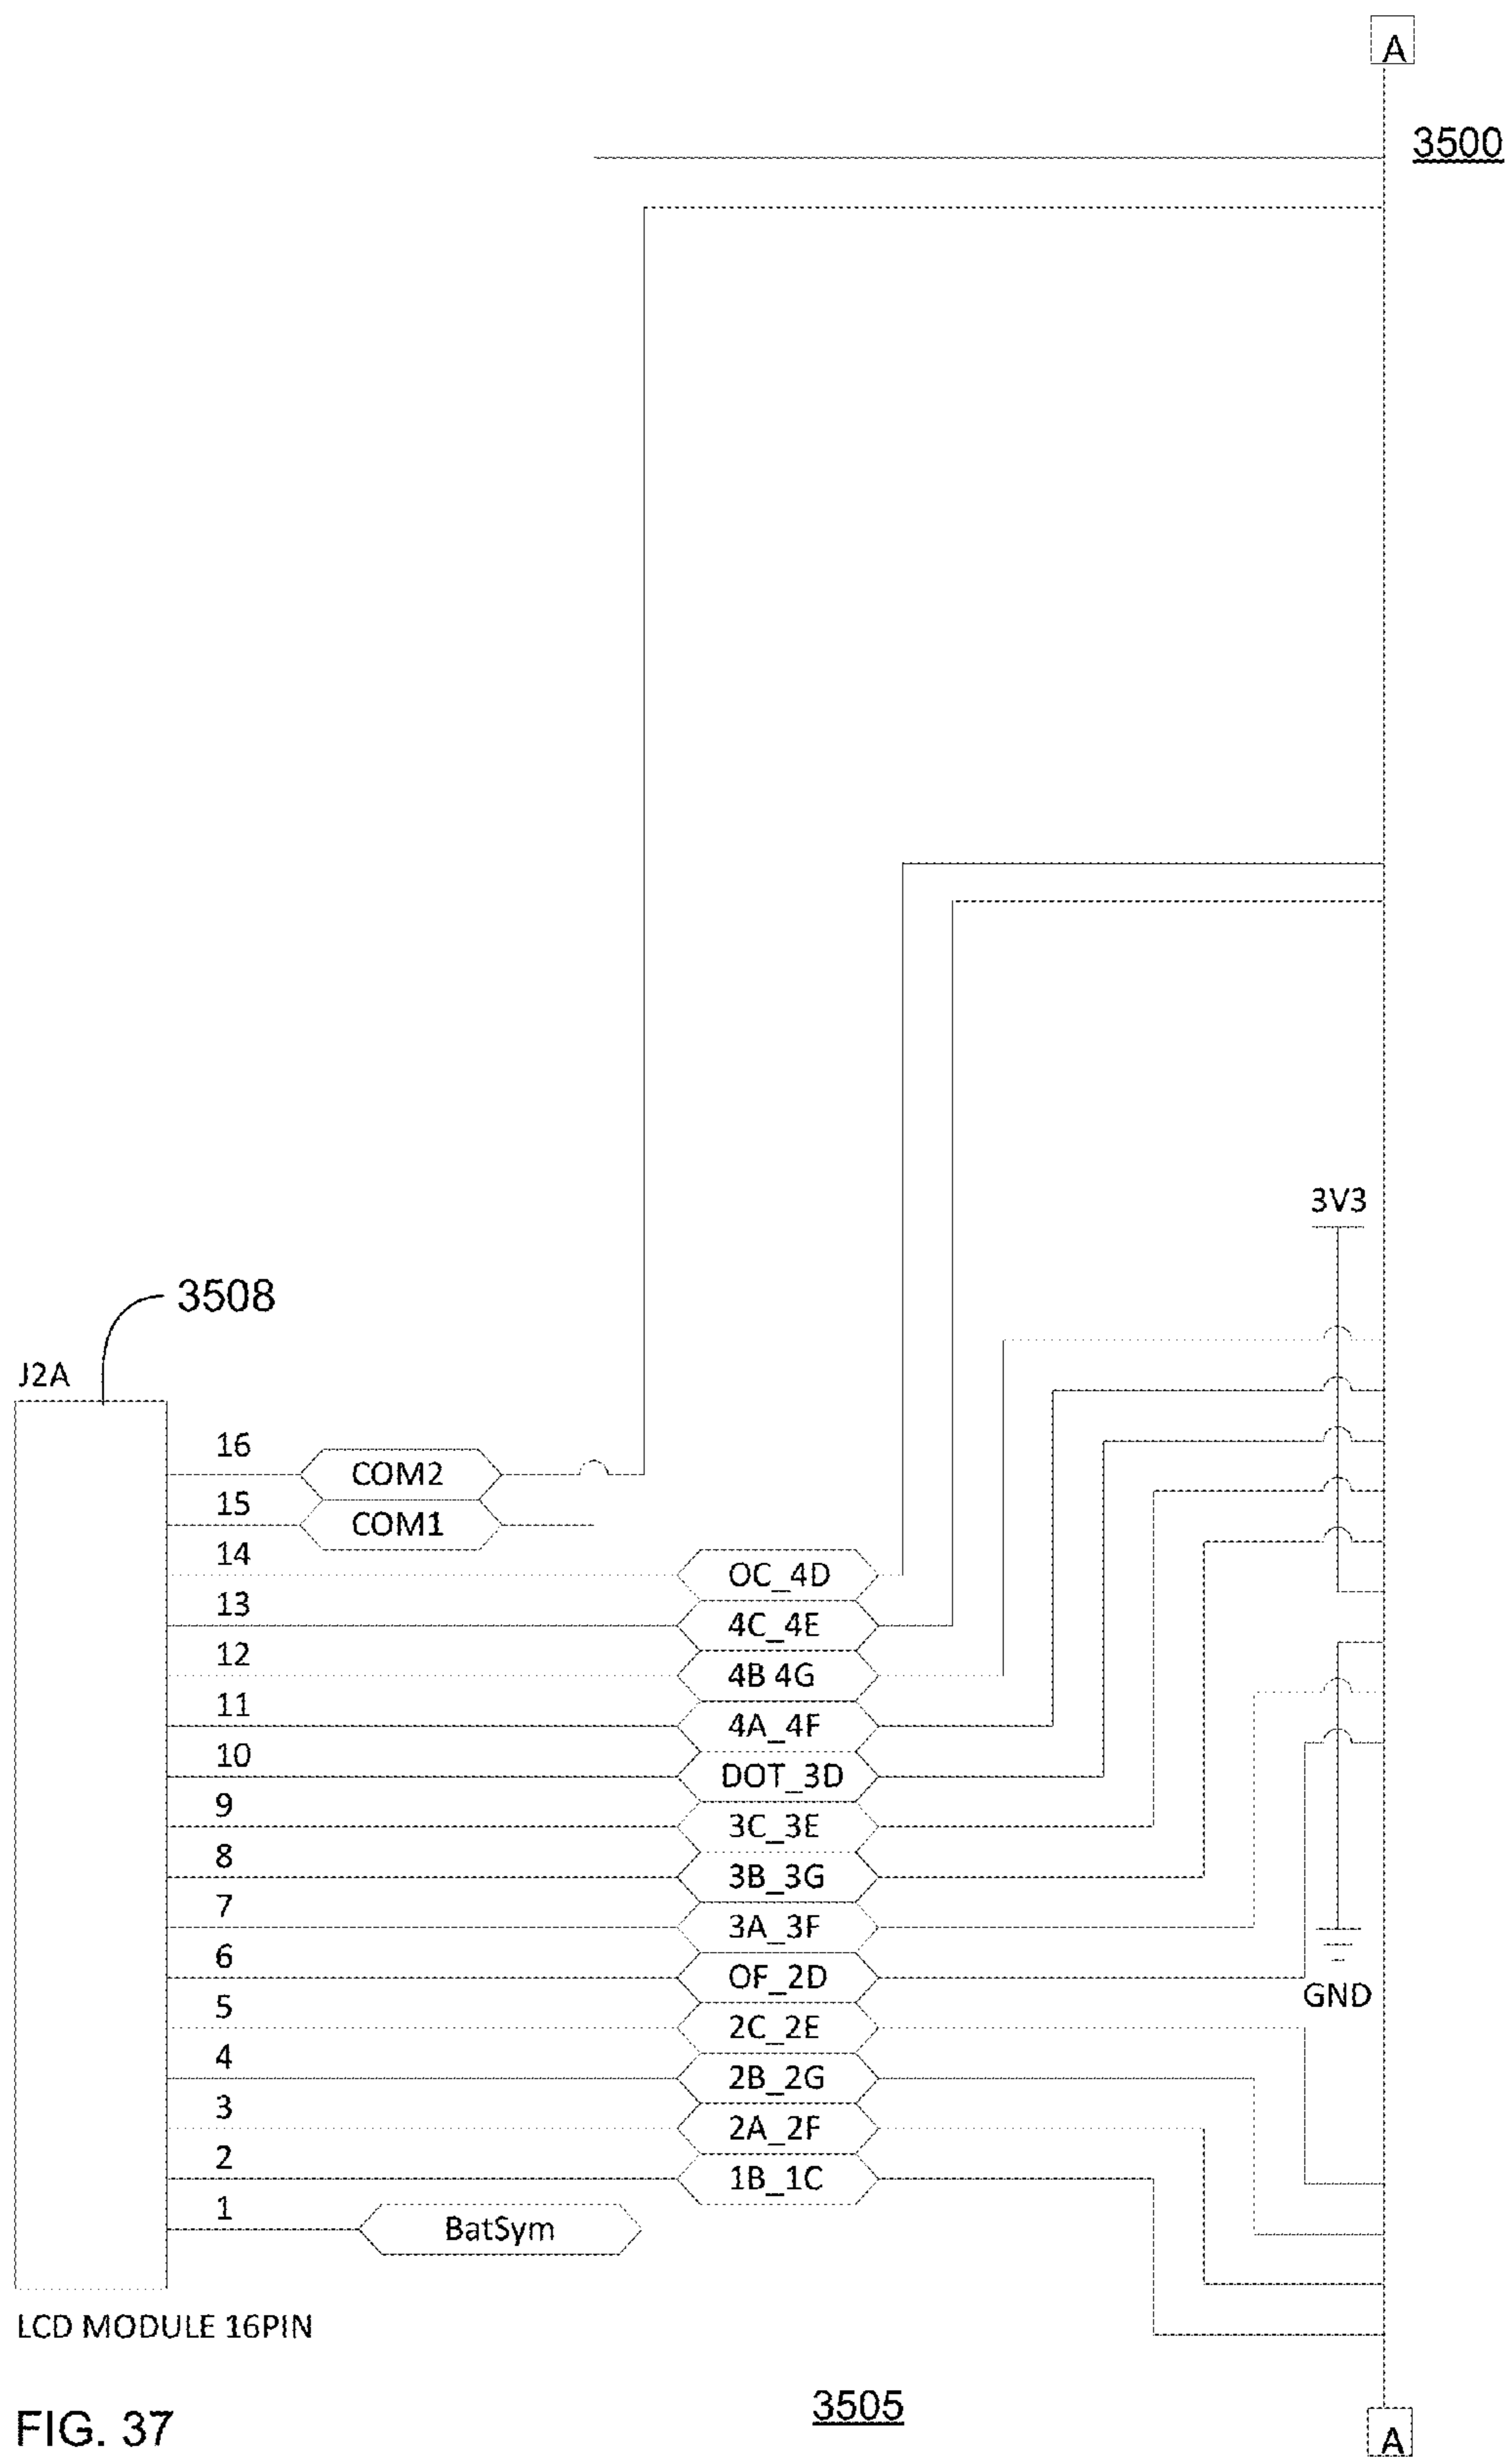 A
3500
3V3
3508
J2A
16
COM2
15
COM1
14
OC_4D
13
4C_4E
12
4B 4G
11
4A_4F
10
DOT_3D
9
3C_3E
8
3B_3G
7
3A_3F
6
OF_2D
GND
5
2C_2E
4
2B_2G
3
2A_2F
2
1B_1C
1
BatSym
LCD MODULE 16PIN
3505
FIG. 37
A